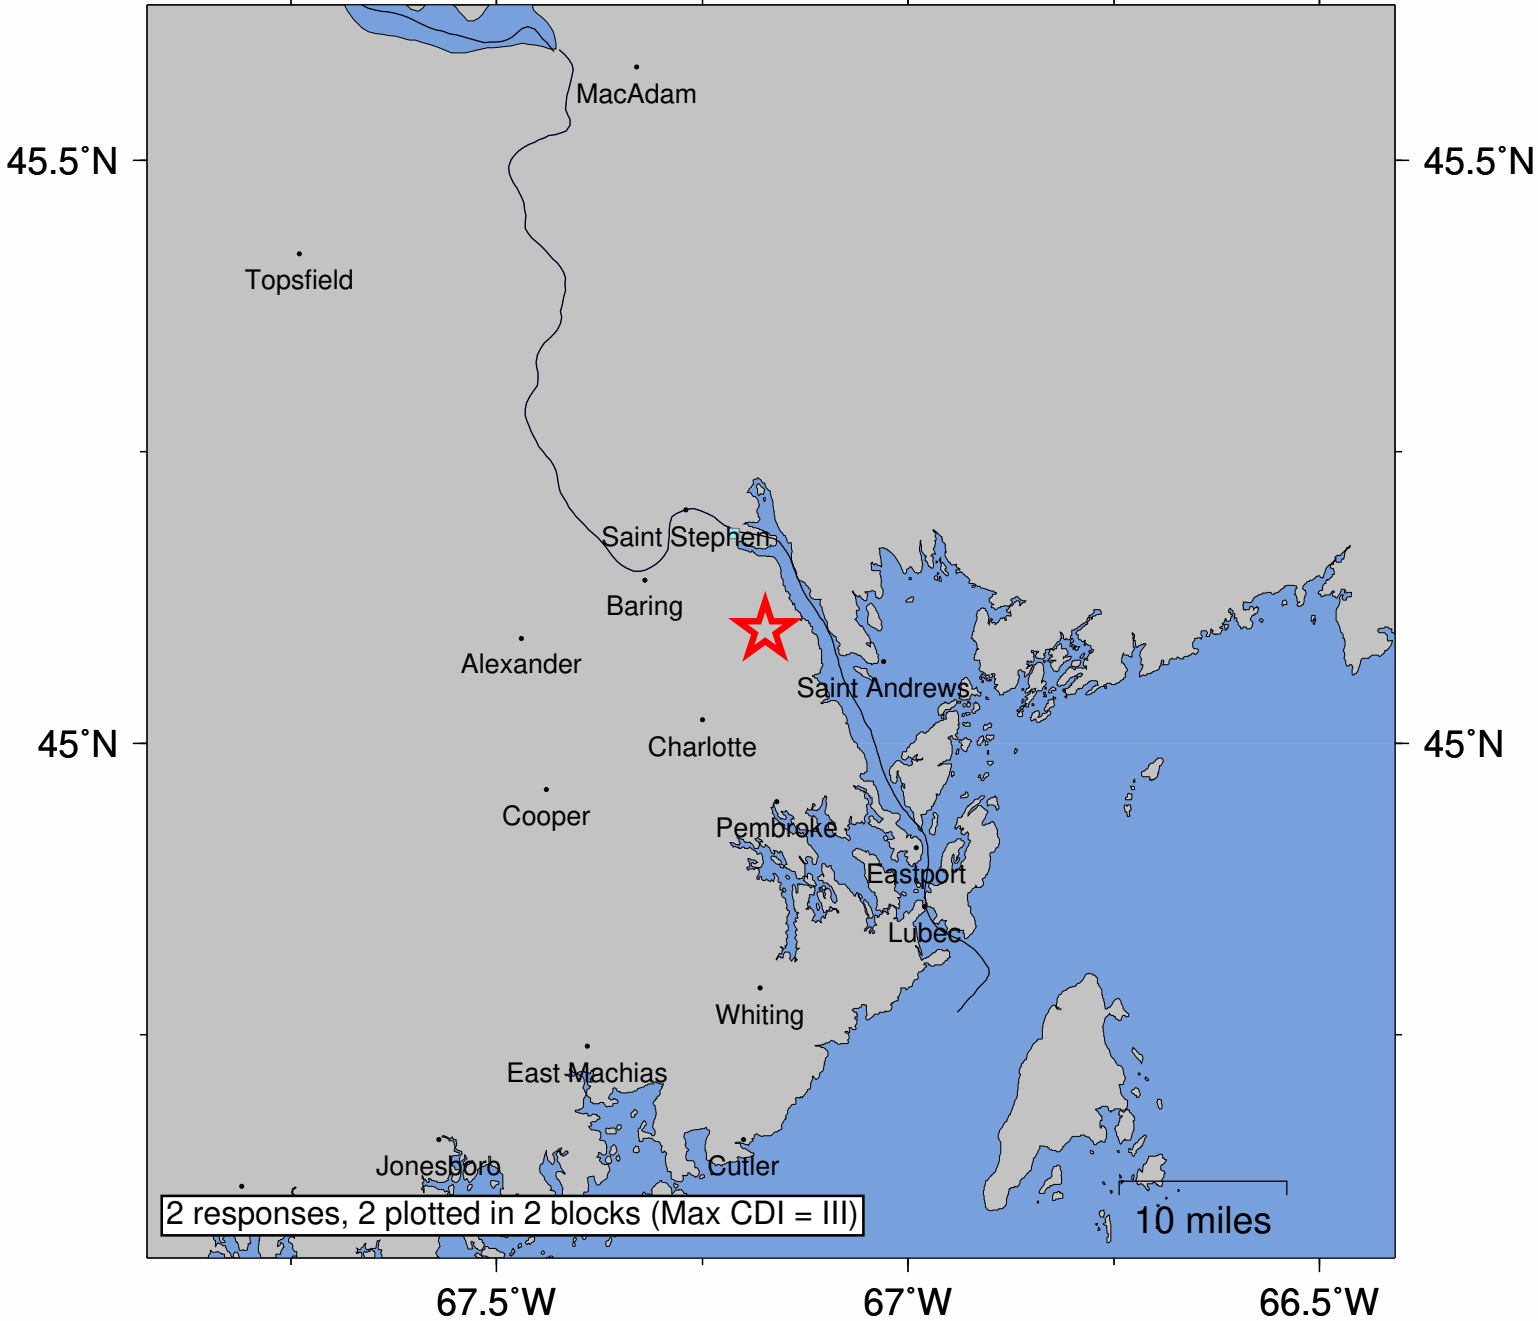 MacAdam
45.5°N
45.5°N
Topsfield
Saint Stephen
Baring
Alexander
Saint Andrews
45°N
Charlotte
45°N
Cooper
Pembroke
Eastport
Lubec
Whiting
East Machias
Jonesboro
Cutler
2 responses, 2 plotted in 2 blocks (Max CDI = III)
10 miles
67.5°W
67°W
66.5°W